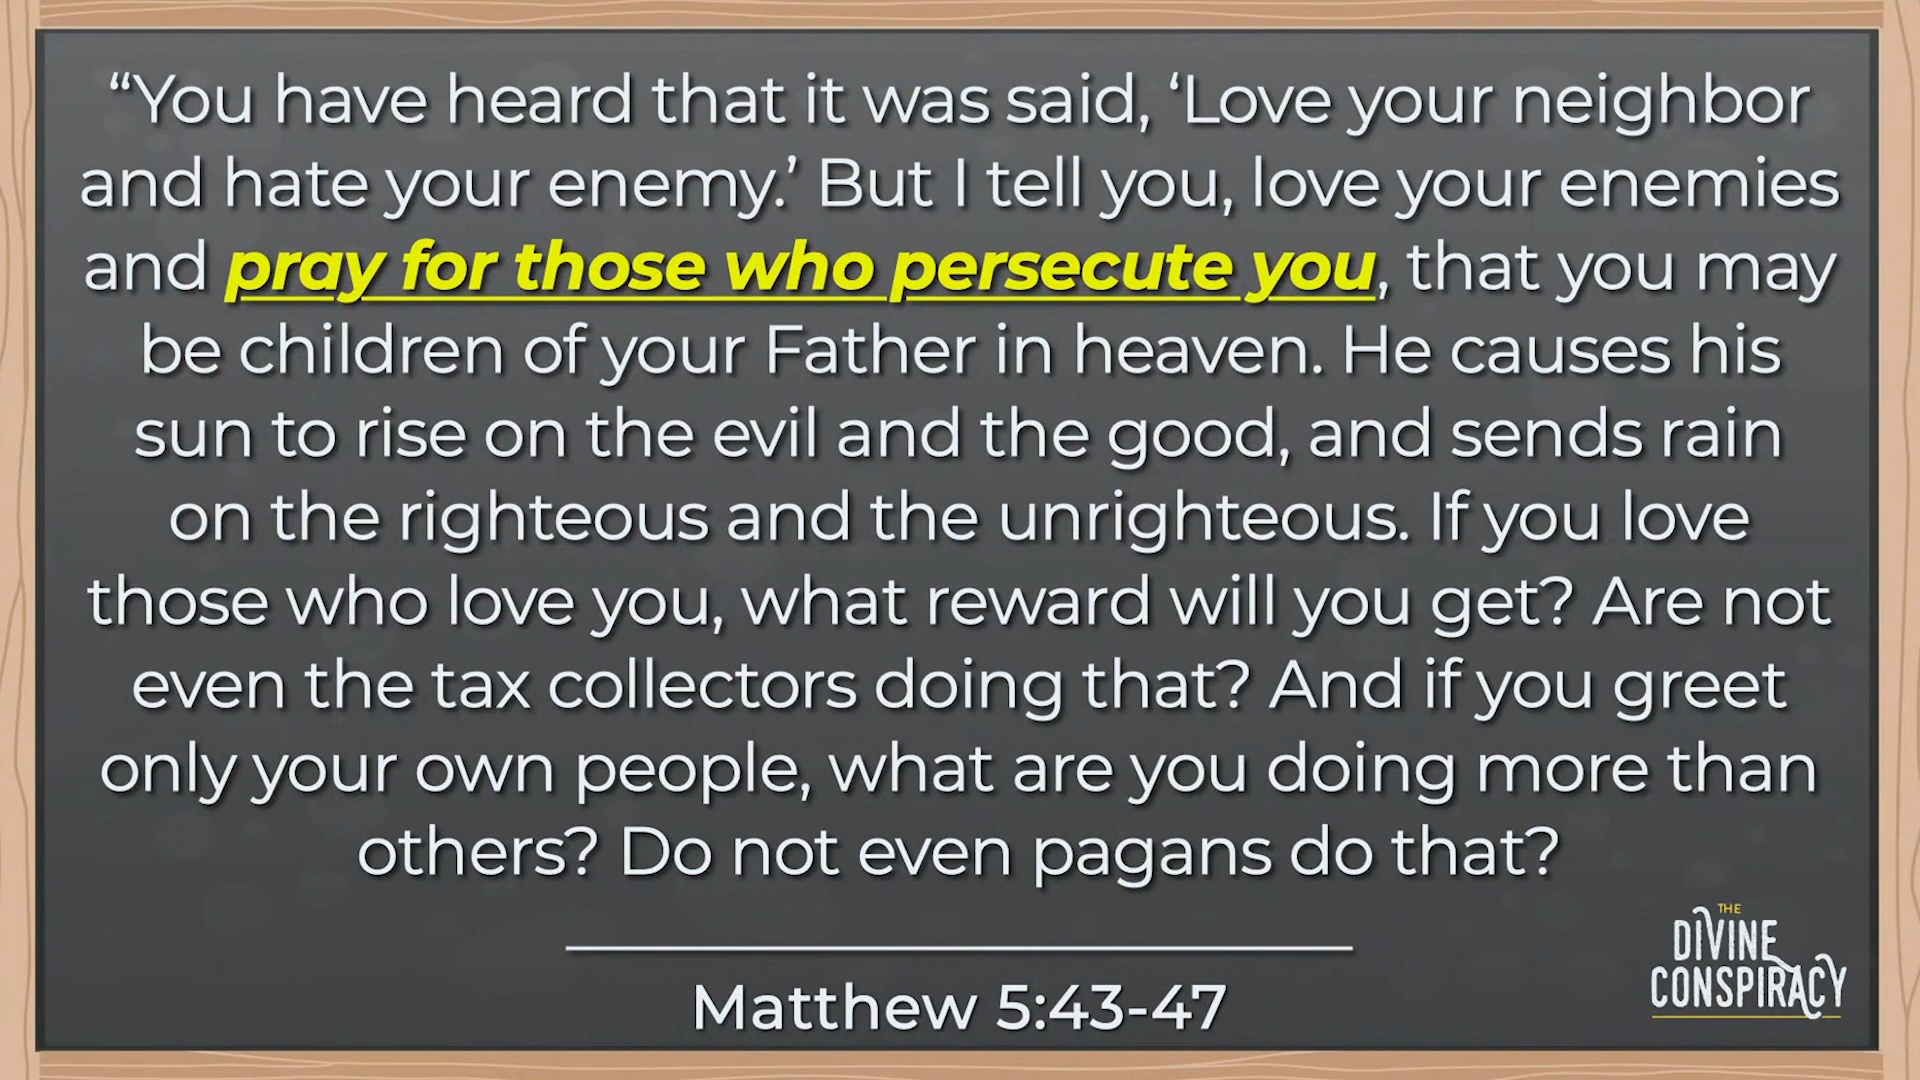 “You have heard that it was said, ‘Love your neighbor
and hate your enemy.’ But I tell you, love your enemies
and pray for those who persecute you, that you may
be children of your Father in heaven. He causes his
sun to rise on the evil and the good, and sends rain
on the righteous and the unrighteous. If you love
those who love you, what reward will you get? Are not
even the tax collectors doing that? And if you greet
only your own people, what are you doing more than
others? Do not even pagans do that?
Matthew 5:43-47
THE
DIVINE
CONSPIRACY